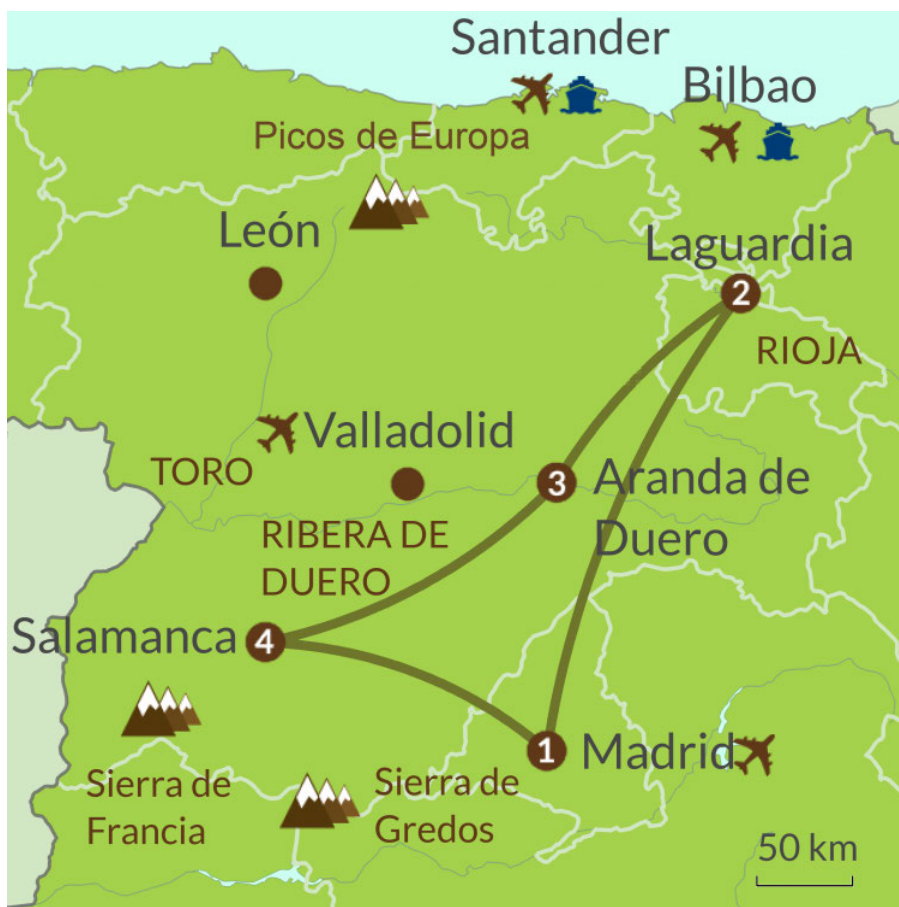 Santander
Bilbao
Picos de Europa
León
Laguardia
2
RIOJA
Valladolid
TORO
3
Aranda de
Duero
RIBERA DE
DUERO
Salamanca
4
1
Madrid
Sierra de
Francia
Sierra de
Gredos
50 km